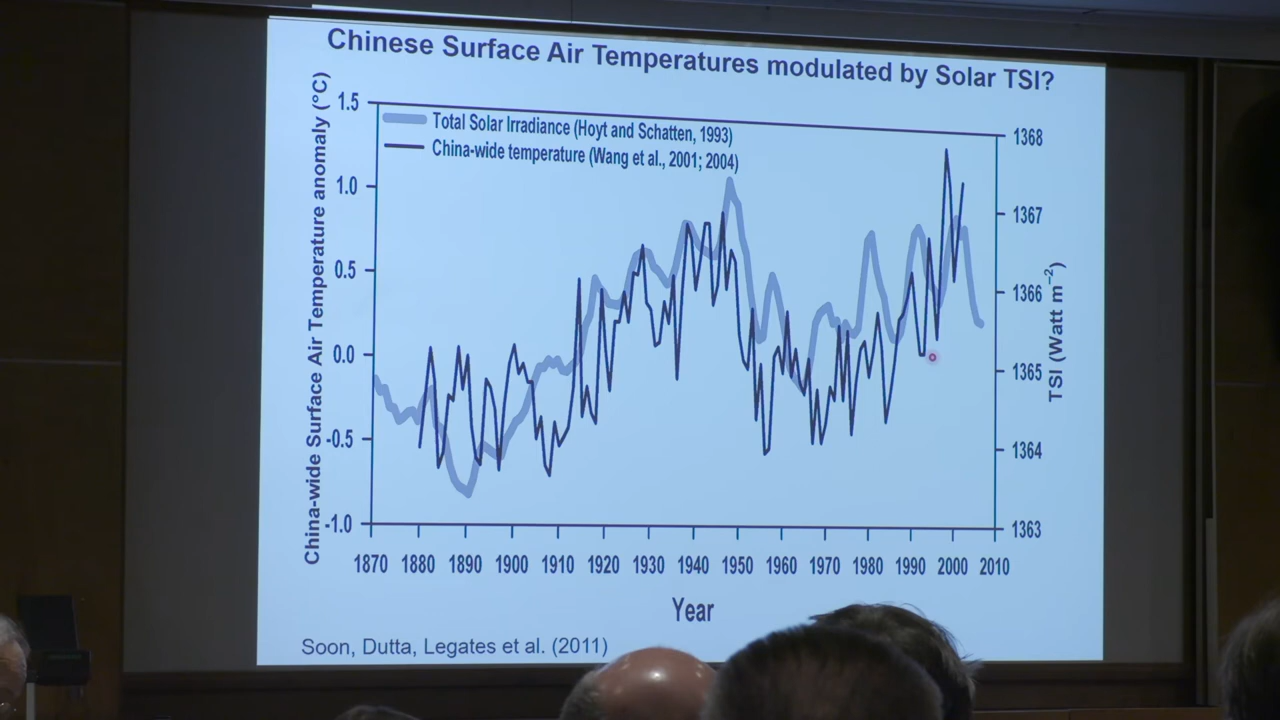 Chinese Surface Air Temperatures modulated by Solar TSI?
China-wide Surface Air Temperature anomaly (°C)
1.5
1.0
0.5
0.0
-0.5
-1.0
Total Solar Irradiance (Hoyt and Schatten, 1993)
China-wide temperature (Wang et al., 2001; 2004)
1368
1367
1366
1365
1364
1363
TSI (Watt m⁻²)
1870 1880 1890 1900 1910 1920 1930 1940 1950 1960 1970 1980 1990 2000 2010
Year
Soon, Dutta, Legates et al. (2011)